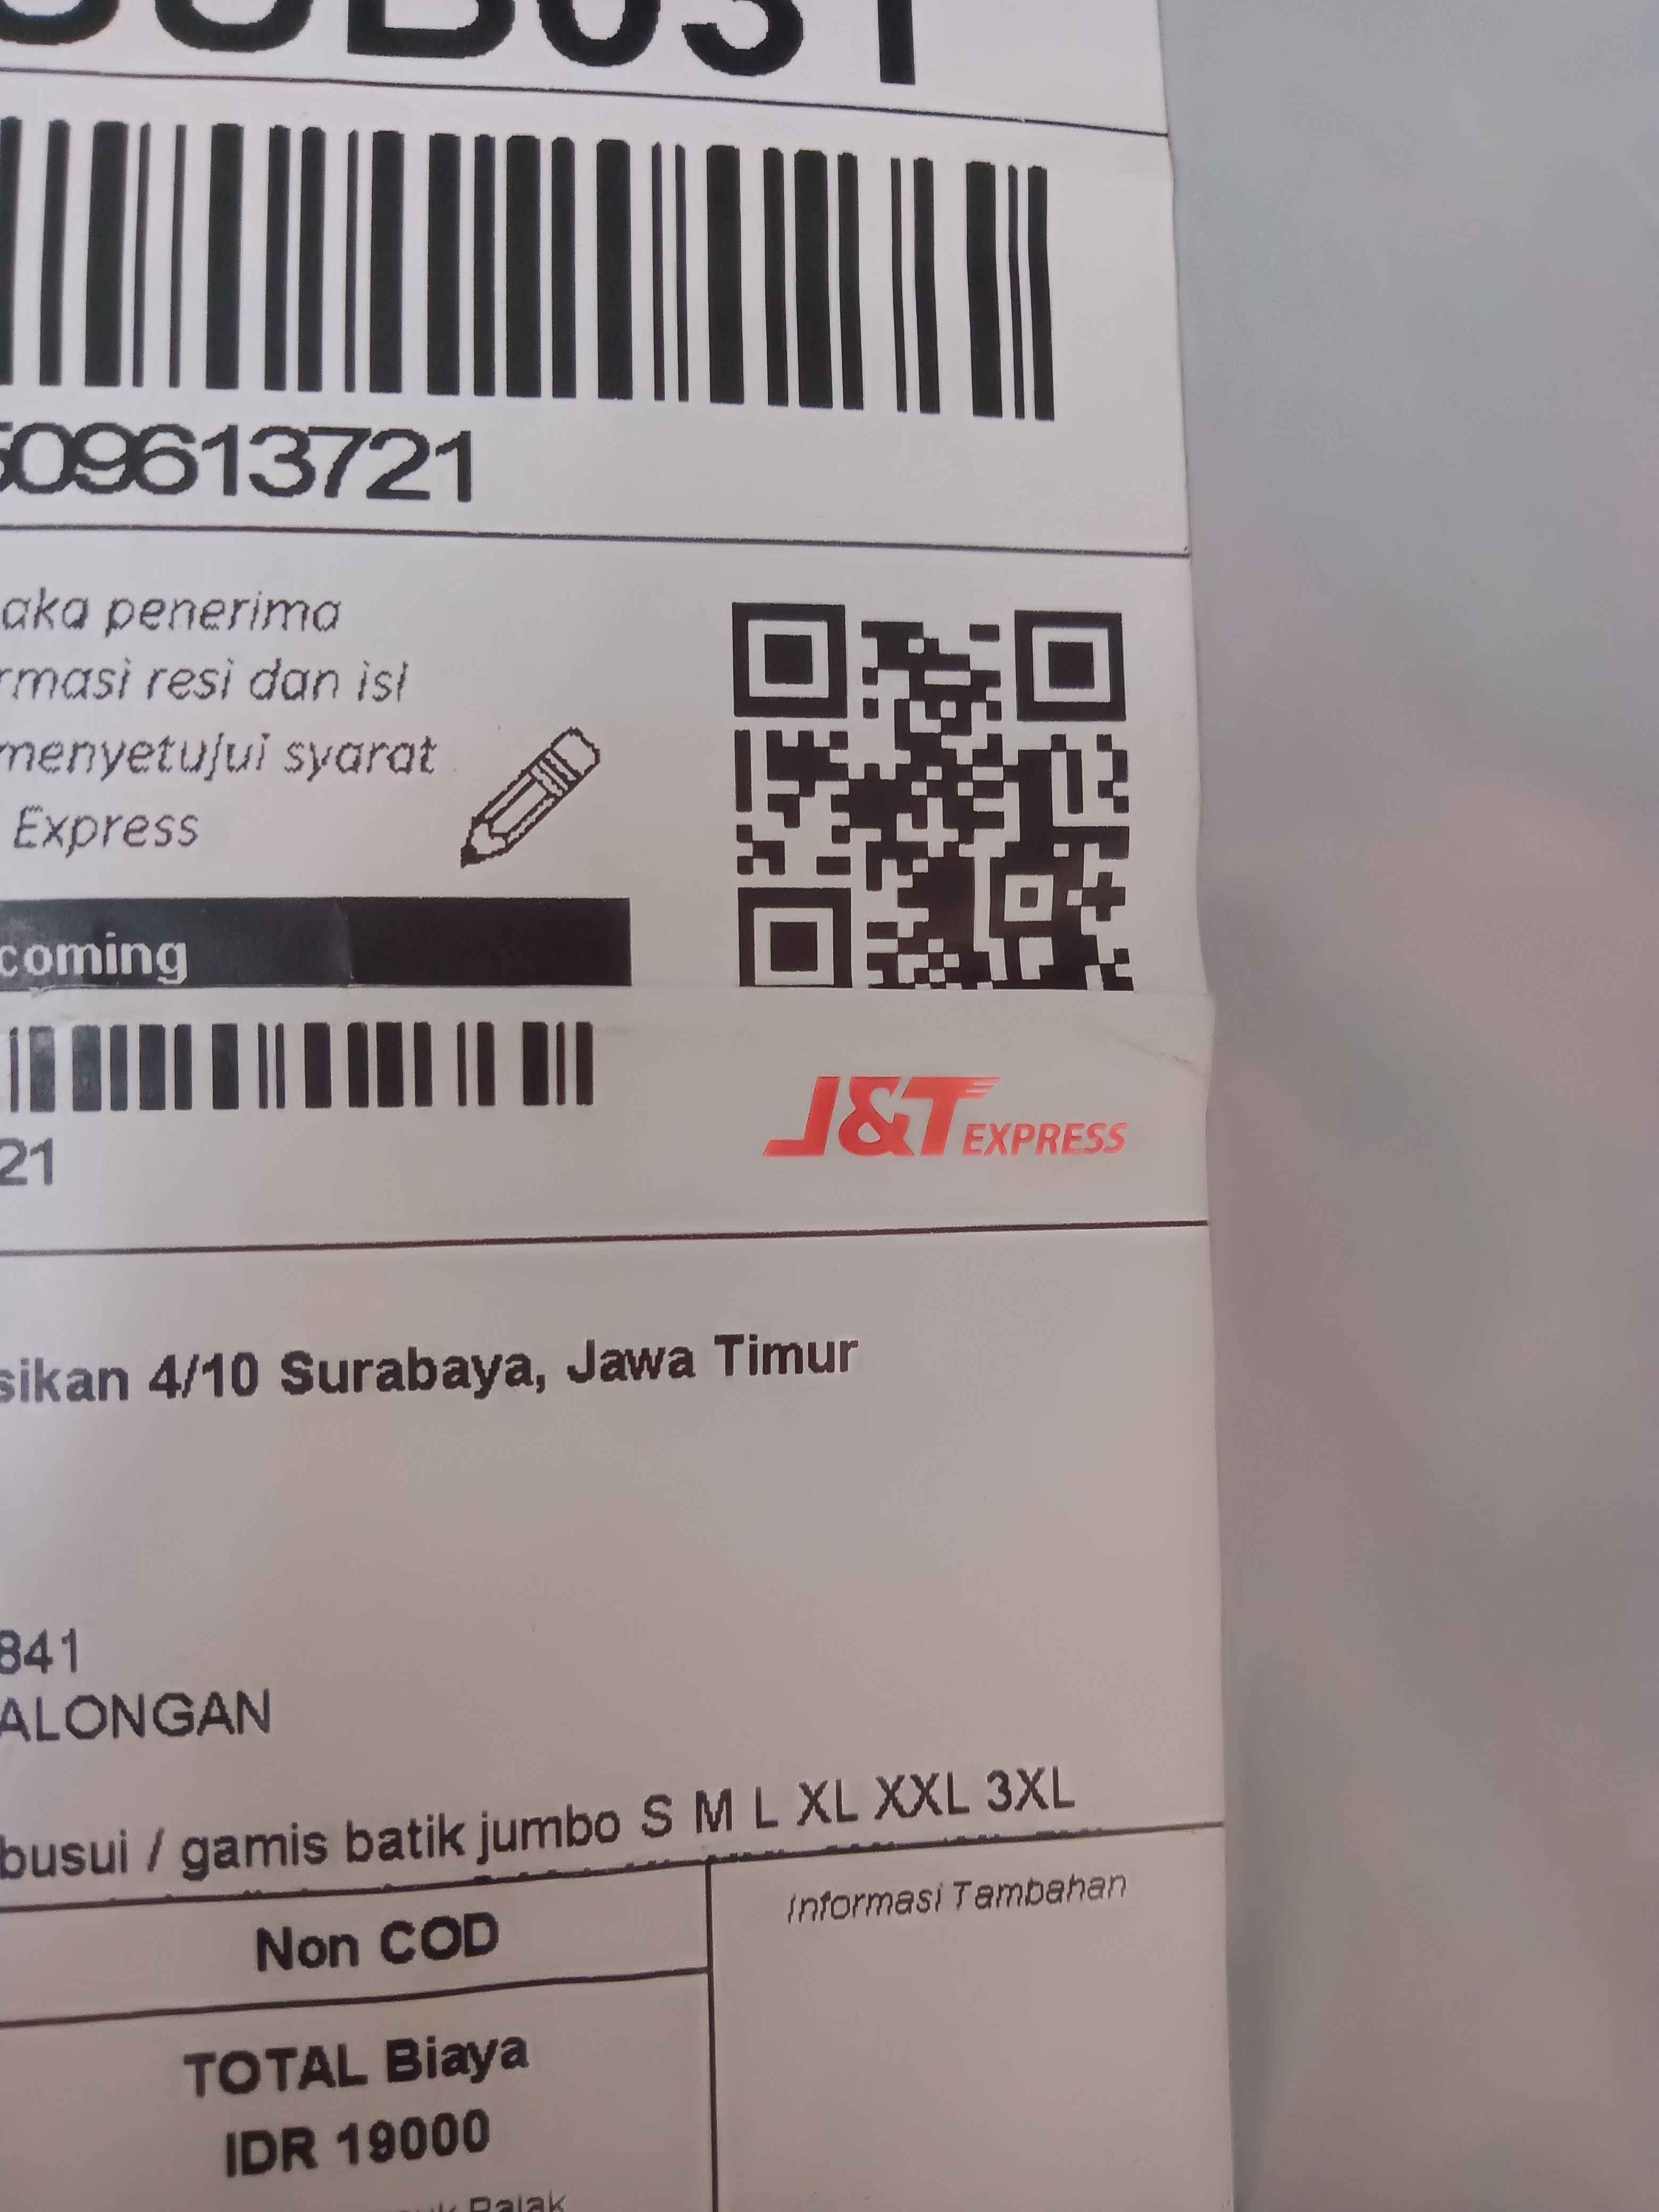 SUB031
509613721
aka penerima
rmasi resi dan isi
menyetujui syarat
Express
coming
21
J&T EXPRESS
sikan 4/10 Surabaya, Jawa Timur
841
ALONGAN
busui / gamis batik jumbo S M L XL XXL 3XL
Non COD
Informasi Tambahan
TOTAL Biaya
IDR 19000